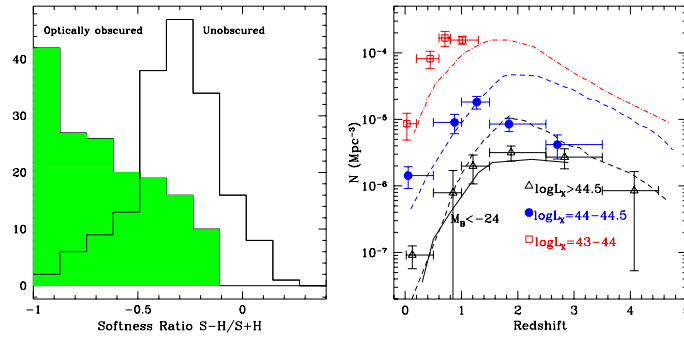 Optically obscured
Unobscured
40
30
20
10
0
-1
-0.5
0
Softness Ratio S-H/S+H
N (Mpc⁻³)
10⁻⁴
10⁻⁵
10⁻⁶
10⁻⁷
M_B<-24
logL_X>44.5
logL_X=44-44.5
logL_X=43-44
0
1
2
3
4
5
Redshift